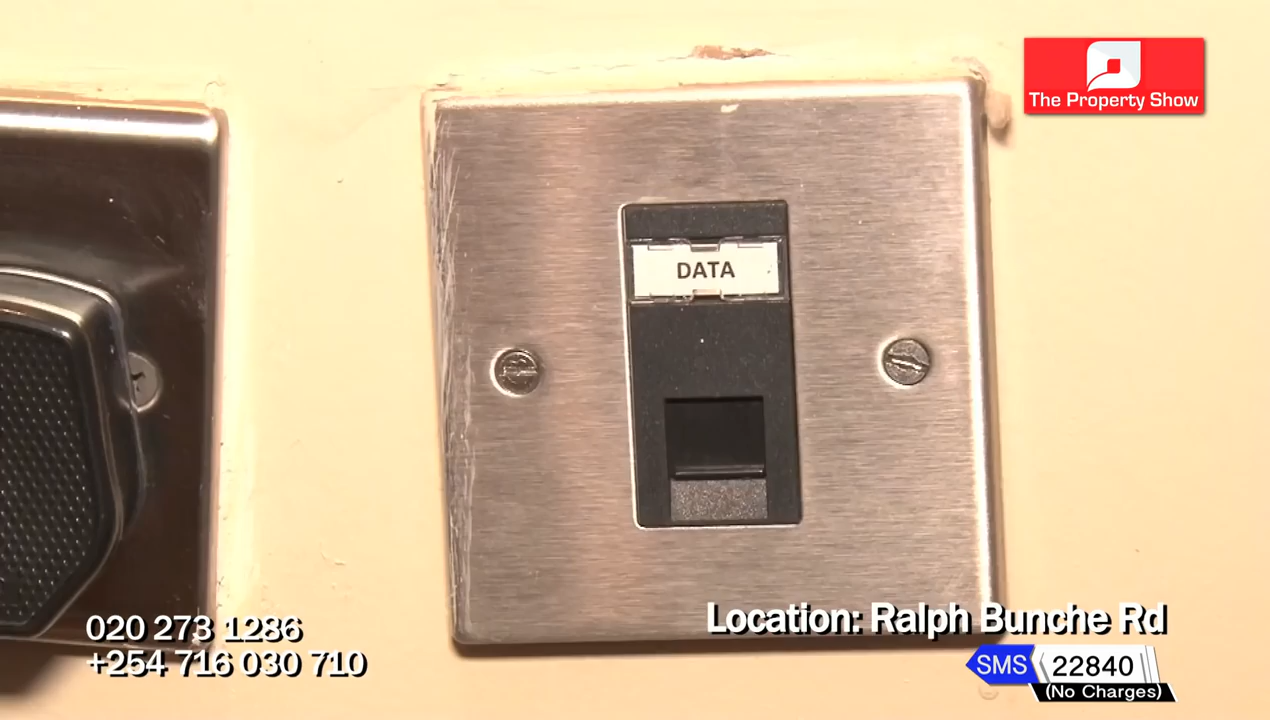 The Property Show
DATA
020 273 1286
+254 716 030 710
Location: Ralph Bunche Rd
SMS 22840
(No Charges)